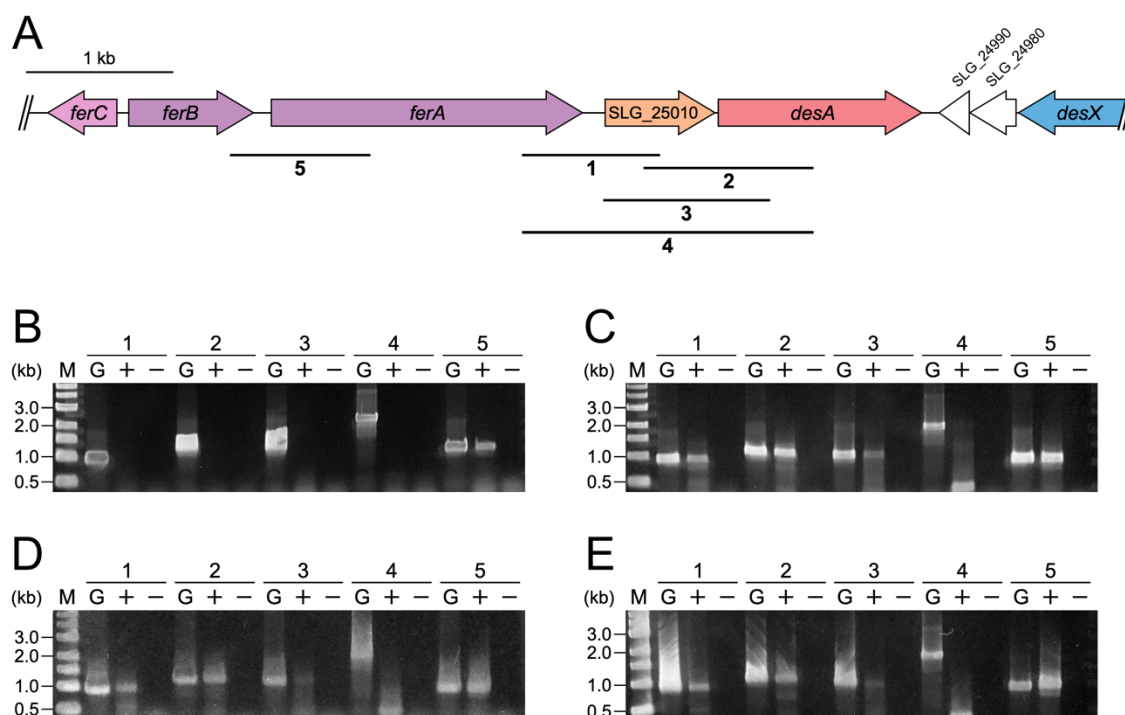 A
1 kb
SLG_24990
SLG_24980
ferC ferB ferA SLG_25010 desA desX
5 1 2
3
4
B
1 2 3 4 5
M G + − G + − G + − G + − G + −
(kb)
3.0
2.0
1.0
0.5
C
1 2 3 4 5
M G + − G + − G + − G + − G + −
(kb)
3.0
2.0
1.0
0.5
D
1 2 3 4 5
M G + − G + − G + − G + − G + −
(kb)
3.0
2.0
1.0
0.5
E
1 2 3 4 5
M G + − G + − G + − G + − G + −
(kb)
3.0
2.0
1.0
0.5